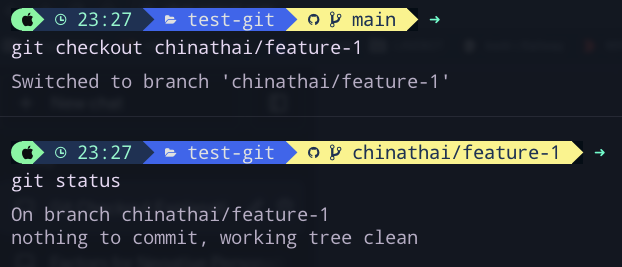 23:27 test-git main →
git checkout chinathai/feature-1
Switched to branch 'chinathai/feature-1'
23:27 test-git chinathai/feature-1 →
git status
On branch chinathai/feature-1
nothing to commit, working tree clean